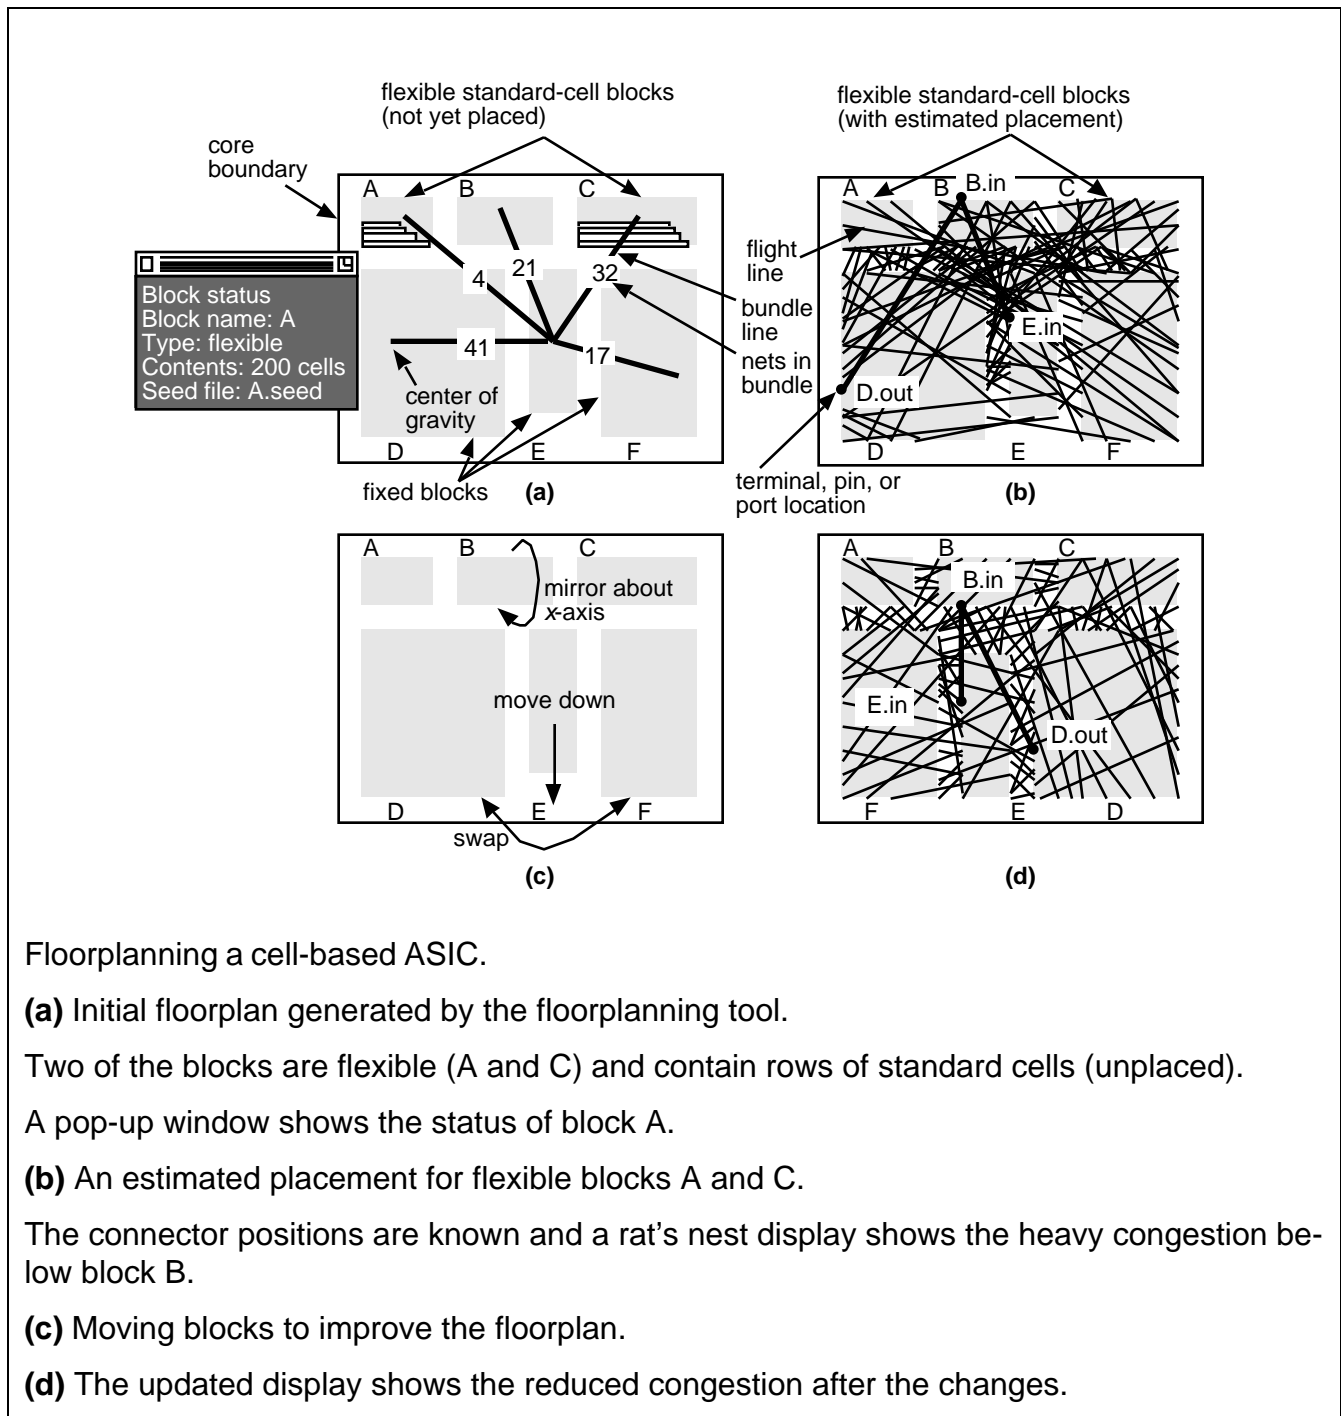 flexible standard-cell blocks
(not yet placed)
flexible standard-cell blocks
(with estimated placement)
core
boundary
A
B
C
4
21
32
41
17
Block status
Block name: A
Type: flexible
Contents: 200 cells
Seed file: A.seed
center of
gravity
D
E
F
fixed blocks
(a)
flight
line
bundle
line
nets in
bundle
A
B
B.in
C
E.in
D.out
D
E
F
terminal, pin, or
port location
(b)
A
B
C
mirror about
x-axis
move down
D
E
F
swap
(c)
A
B
C
B.in
E.in
D.out
F
E
D
(d)
Floorplanning a cell-based ASIC.
(a) Initial floorplan generated by the floorplanning tool.
Two of the blocks are flexible (A and C) and contain rows of standard cells (unplaced).
A pop-up window shows the status of block A.
(b) An estimated placement for flexible blocks A and C.
The connector positions are known and a rat’s nest display shows the heavy congestion be-
low block B.
(c) Moving blocks to improve the floorplan.
(d) The updated display shows the reduced congestion after the changes.